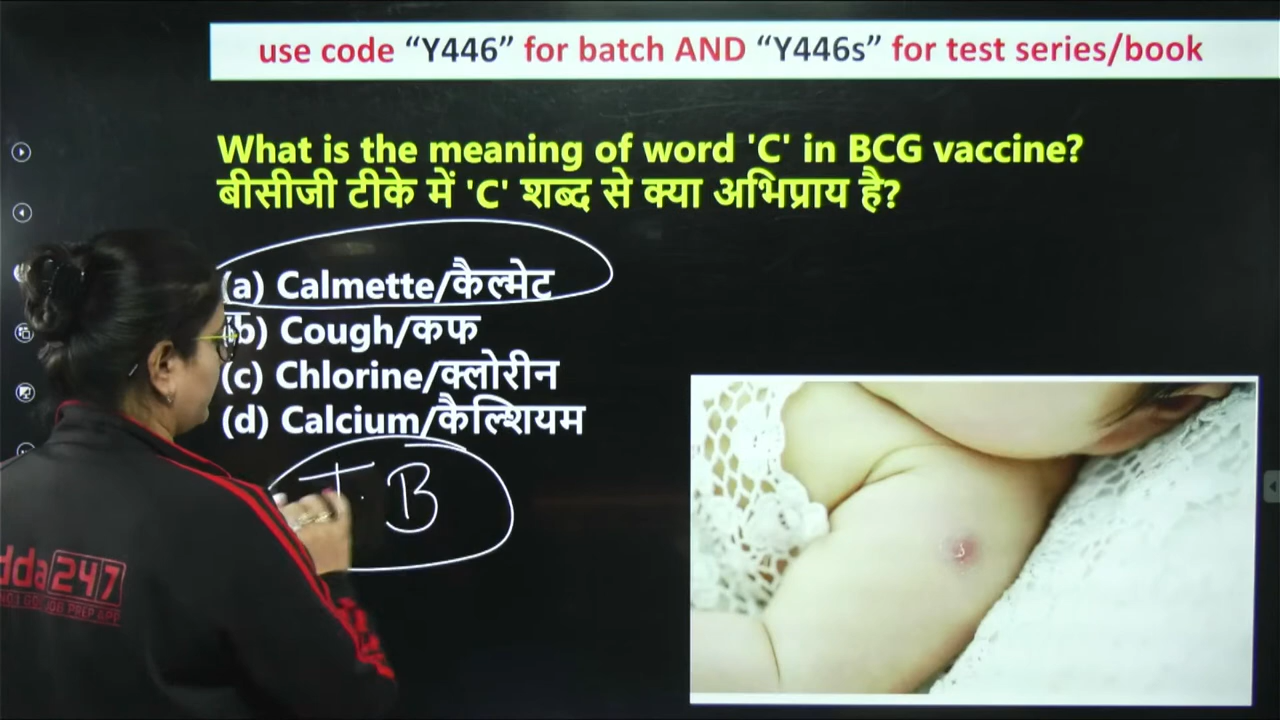 use code “Y446” for batch AND “Y446s” for test series/book
What is the meaning of word 'C' in BCG vaccine?
बीसीजी टीके में 'C' शब्द से क्या अभिप्राय है?
(a) Calmette/कैल्मेट
(b) Cough/कफ
(c) Chlorine/क्लोरीन
(d) Calcium/कैल्शियम
T.B
dda247